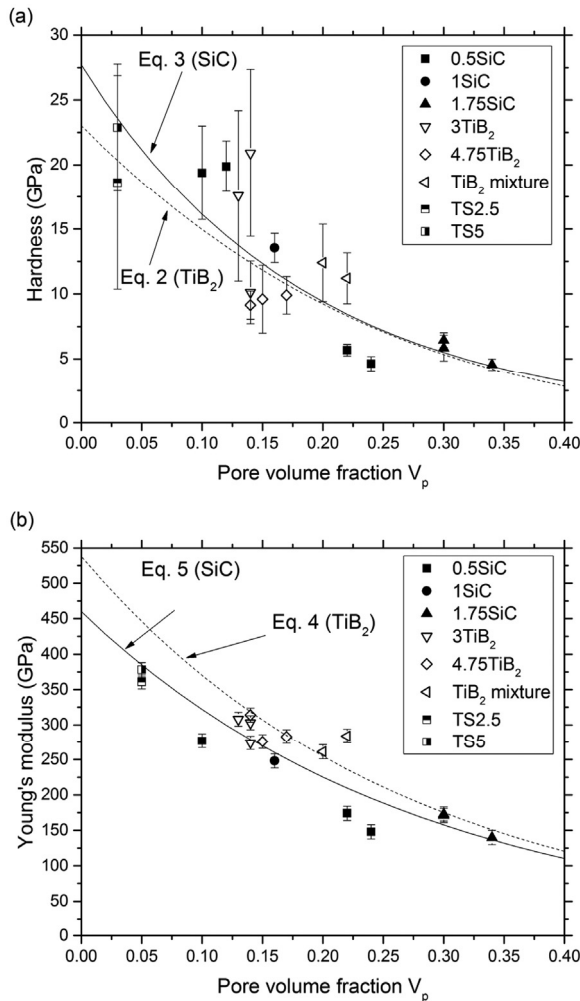 (a)
30
25
20
15
10
5
0
Hardness (GPa)
Eq. 3 (SiC)
Eq. 2 (TiB₂)
0.5SiC
1SiC
1.75SiC
3TiB₂
4.75TiB₂
TiB₂ mixture
TS2.5
TS5
0.00 0.05 0.10 0.15 0.20 0.25 0.30 0.35 0.40
Pore volume fraction Vₚ
(b)
550
500
450
400
350
300
250
200
150
100
50
0
Young's modulus (GPa)
Eq. 5 (SiC)
Eq. 4 (TiB₂)
0.5SiC
1SiC
1.75SiC
3TiB₂
4.75TiB₂
TiB₂ mixture
TS2.5
TS5
0.00 0.05 0.10 0.15 0.20 0.25 0.30 0.35 0.40
Pore volume fraction Vₚ